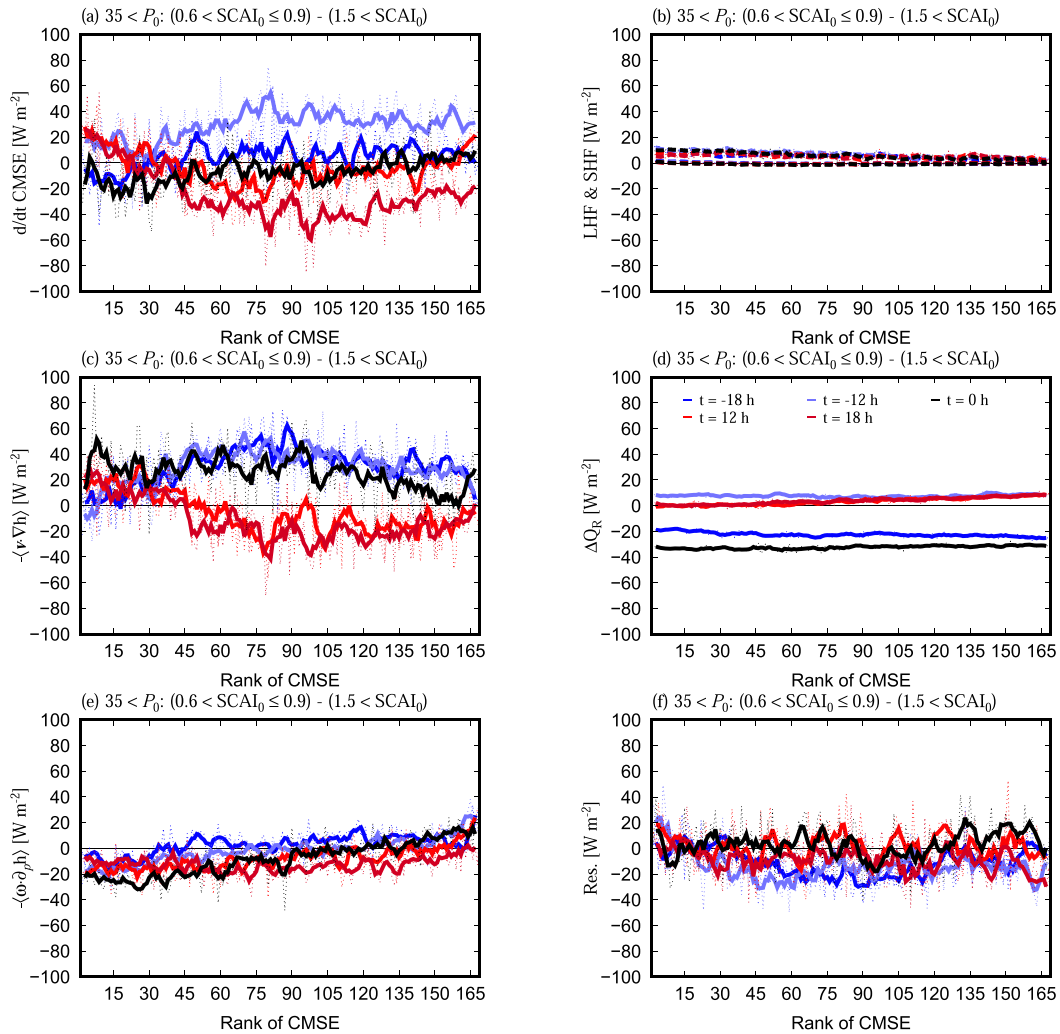 (a) 35 < P₀: (0.6 < SCAI₀ ≤ 0.9) - (1.5 < SCAI₀)
100
80
60
40
20
0
−20
−40
−60
−80
−100
d/dt CMSE [W m⁻²]
15 30 45 60 75 90 105 120 135 150 165
Rank of CMSE
(b) 35 < P₀: (0.6 < SCAI₀ ≤ 0.9) - (1.5 < SCAI₀)
100
80
60
40
20
0
−20
−40
−60
−80
−100
LHF & SHF [W m⁻²]
15 30 45 60 75 90 105 120 135 150 165
Rank of CMSE
(c) 35 < P₀: (0.6 < SCAI₀ ≤ 0.9) - (1.5 < SCAI₀)
100
80
60
40
20
0
−20
−40
−60
−80
−100
-⟨v·∇h⟩ [W m⁻²]
15 30 45 60 75 90 105 120 135 150 165
Rank of CMSE
(d) 35 < P₀: (0.6 < SCAI₀ ≤ 0.9) - (1.5 < SCAI₀)
100
80
60
40
20
0
−20
−40
−60
−80
−100
ΔQ_R [W m⁻²]
t = -18 h t = -12 h t = 0 h
t = 12 h t = 18 h
15 30 45 60 75 90 105 120 135 150 165
Rank of CMSE
(e) 35 < P₀: (0.6 < SCAI₀ ≤ 0.9) - (1.5 < SCAI₀)
100
80
60
40
20
0
−20
−40
−60
−80
−100
-⟨ω·∂ₚh⟩ [W m⁻²]
15 30 45 60 75 90 105 120 135 150 165
Rank of CMSE
(f) 35 < P₀: (0.6 < SCAI₀ ≤ 0.9) - (1.5 < SCAI₀)
100
80
60
40
20
0
−20
−40
−60
−80
−100
Res. [W m⁻²]
15 30 45 60 75 90 105 120 135 150 165
Rank of CMSE